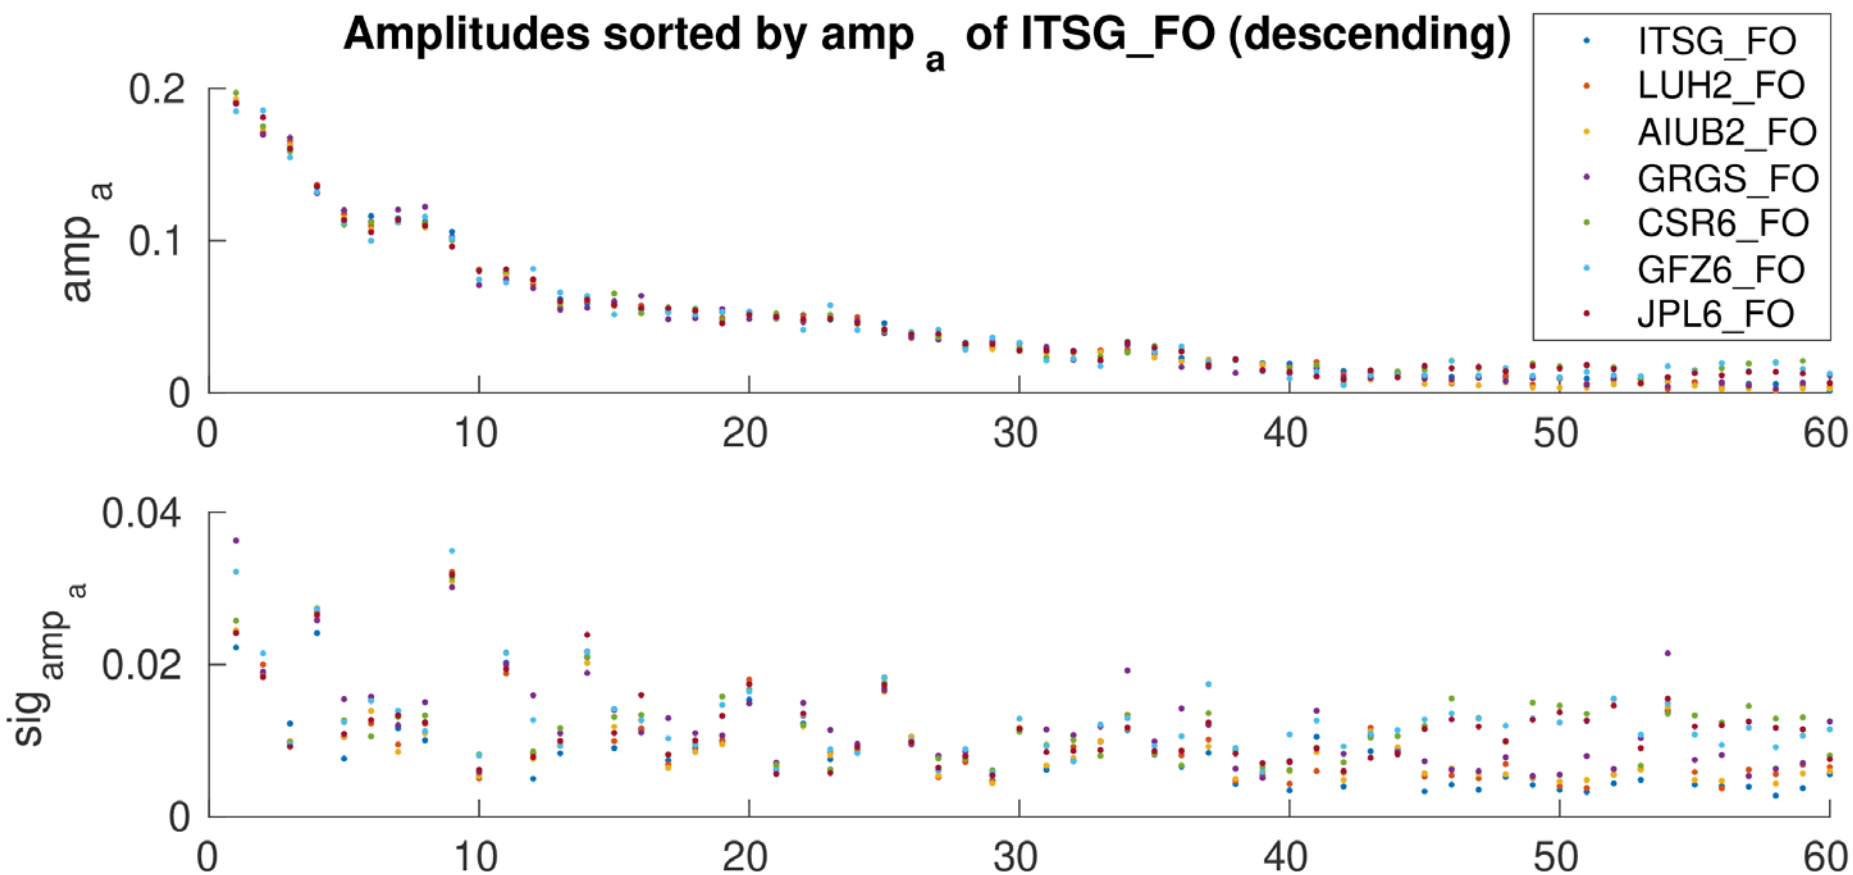 Amplitudes sorted by amp a of ITSG_FO (descending)
ITSG_FO
LUH2_FO
AIUB2_FO
GRGS_FO
CSR6_FO
GFZ6_FO
JPL6_FO
amp a
0.2
0.1
0
0 10 20 30 40 50 60
sig amp a
0.04
0.02
0
0 10 20 30 40 50 60